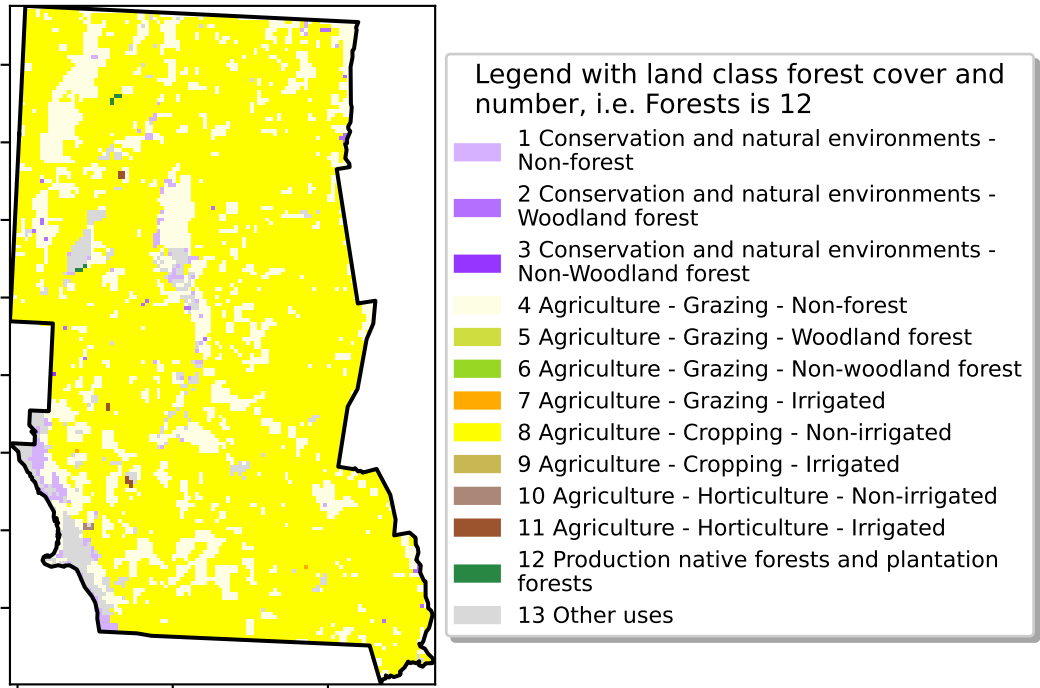 Legend with land class forest cover and
number, i.e. Forests is 12
1 Conservation and natural environments -
Non-forest
2 Conservation and natural environments -
Woodland forest
3 Conservation and natural environments -
Non-Woodland forest
4 Agriculture - Grazing - Non-forest
5 Agriculture - Grazing - Woodland forest
6 Agriculture - Grazing - Non-woodland forest
7 Agriculture - Grazing - Irrigated
8 Agriculture - Cropping - Non-irrigated
9 Agriculture - Cropping - Irrigated
10 Agriculture - Horticulture - Non-irrigated
11 Agriculture - Horticulture - Irrigated
12 Production native forests and plantation
forests
13 Other uses